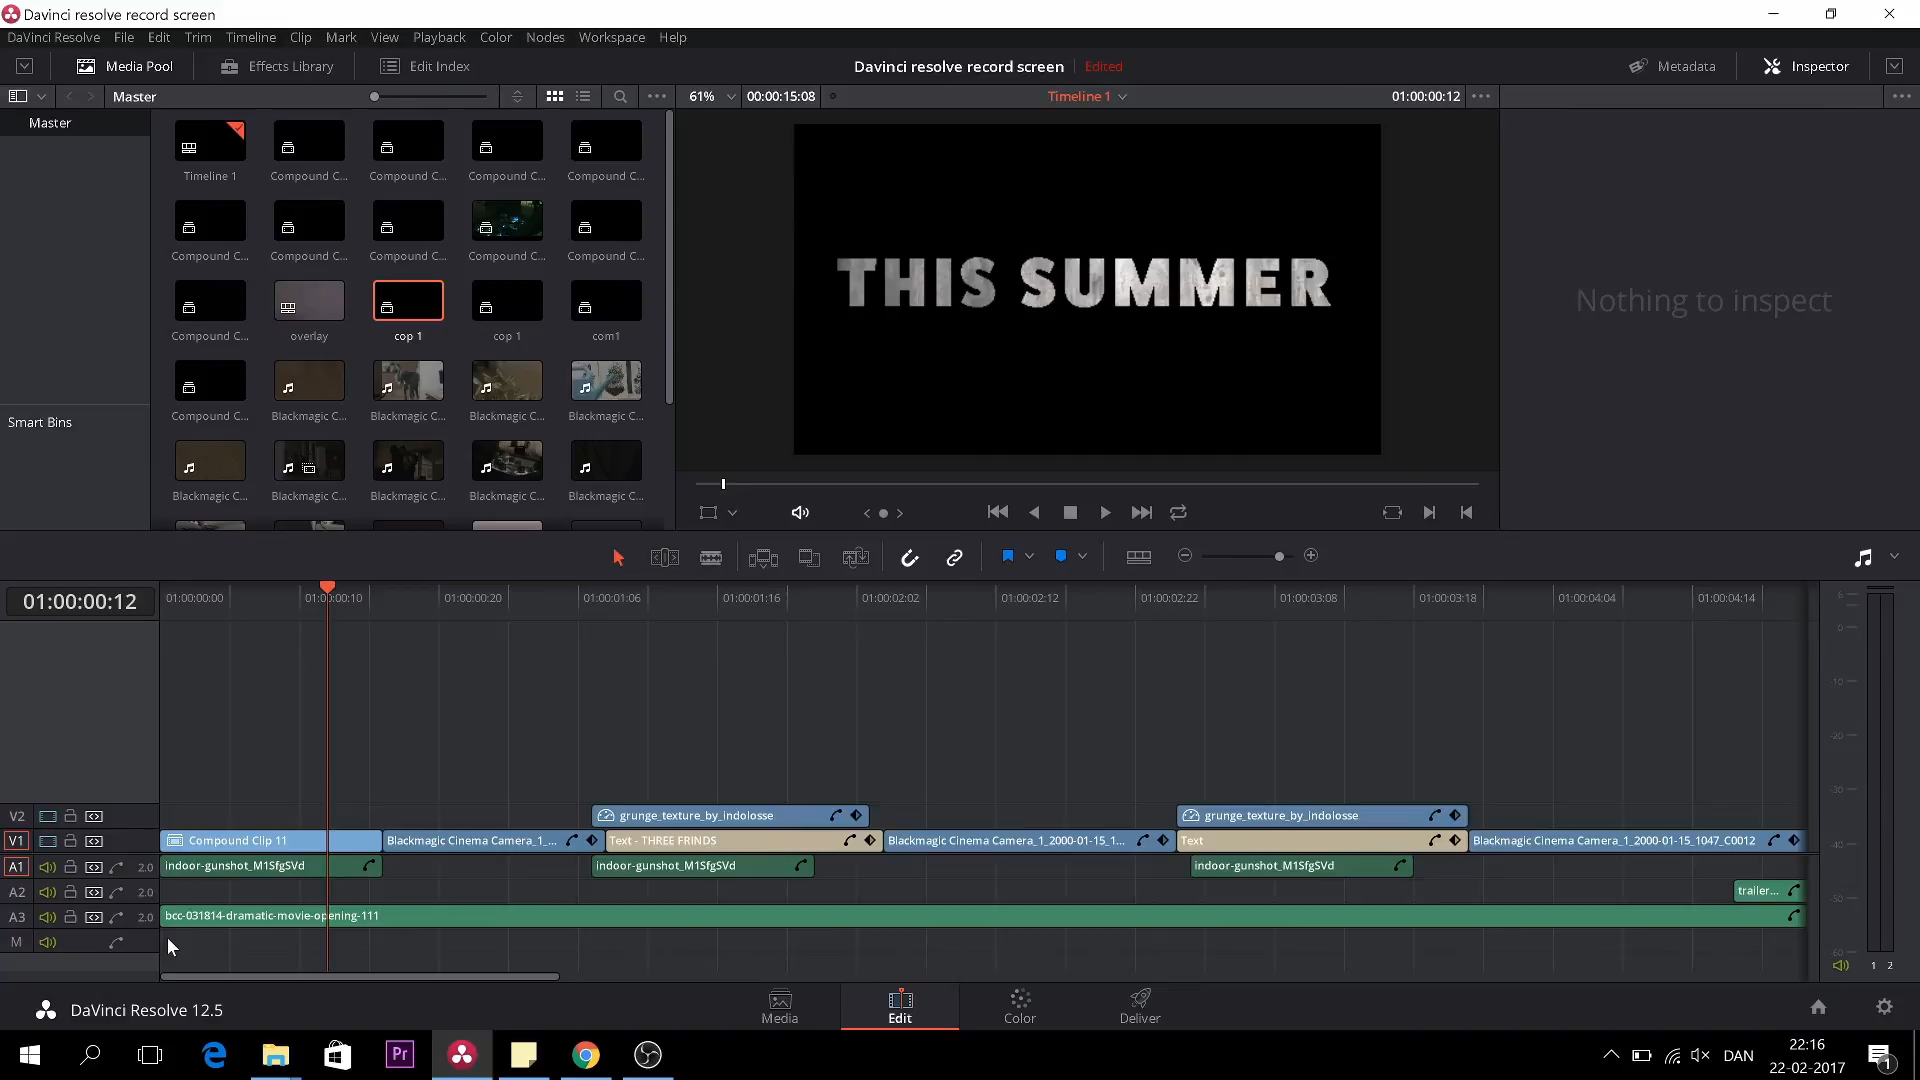 Davinci resolve record screen
DaVinci Resolve File Edit Trim Timeline Clip Mark View Playback Color Nodes Workspace Help
Media Pool Effects Library Edit Index Davinci resolve record screen Edited Metadata Inspector
Master 61% 00:00:15:08 Timeline 1 01:00:00:12
Master
Timeline 1 Compound C... Compound C... Compound C... Compound C...
Compound C... Compound C... Compound C... Compound C... Compound C...
Compound C... overlay cop 1 cop 1 com1
Compound C... Blackmagic C... Blackmagic C... Blackmagic C... Blackmagic C...
Smart Bins
Blackmagic C... Blackmagic C... Blackmagic C... Blackmagic C... Blackmagic C...
THIS SUMMER
Nothing to inspect
01:00:00:12 01:00:00:00 01:00:00:10 01:00:00:20 01:00:01:06 01:00:01:16 01:00:02:02 01:00:02:12 01:00:02:22 01:00:03:08 01:00:03:18 01:00:04:04 01:00:04:14
V2 grunge_texture_by_indolosse grunge_texture_by_indolosse
V1 Compound Clip 11 Blackmagic Cinema Camera_1_... Text - THREE FRINDS Blackmagic Cinema Camera_1_2000-01-15_1... Text Blackmagic Cinema Camera_1_2000-01-15_1047_C0012
A1 2.0 indoor-gunshot_M1SfgSVd indoor-gunshot_M1SfgSVd indoor-gunshot_M1SfgSVd
A2 2.0 trailer...
A3 2.0 bcc-031814-dramatic-movie-opening-111
M
1 2
DaVinci Resolve 12.5 Media Edit Color Deliver
Pr DAN 22:16
22-02-2017 1